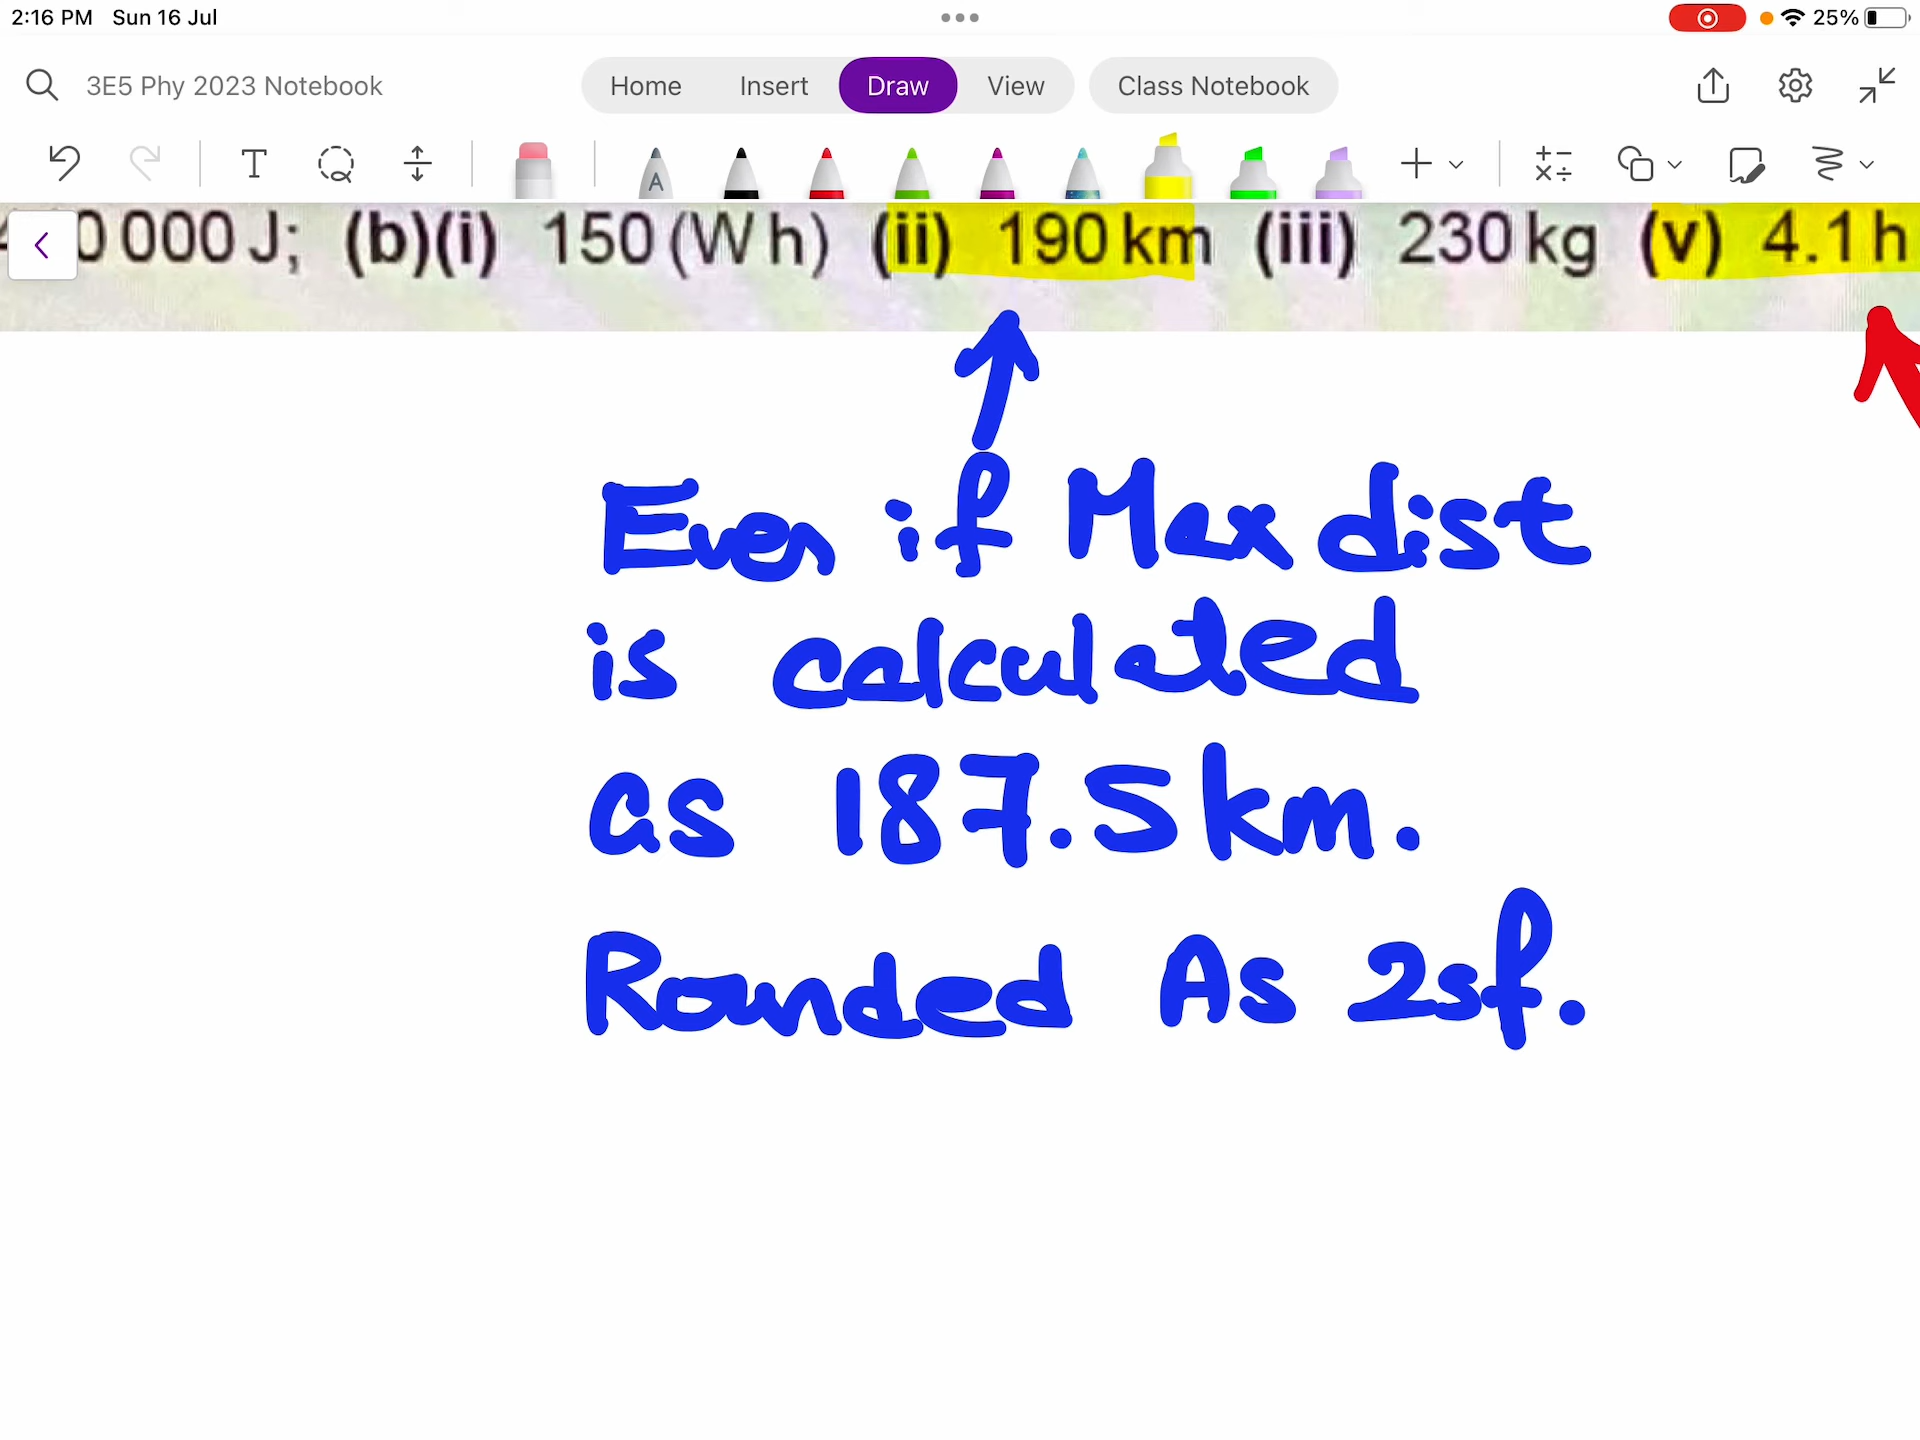 2:16 PM Sun 16 Jul 25%
3E5 Phy 2023 Notebook Home Insert Draw View Class Notebook
T A
0 000 J; (b)(i) 150 (W h) (ii) 190 km (iii) 230 kg (v) 4.1 h
Even if Max dist
is calculated
as 187.5 km.
Rounded As 2sf.